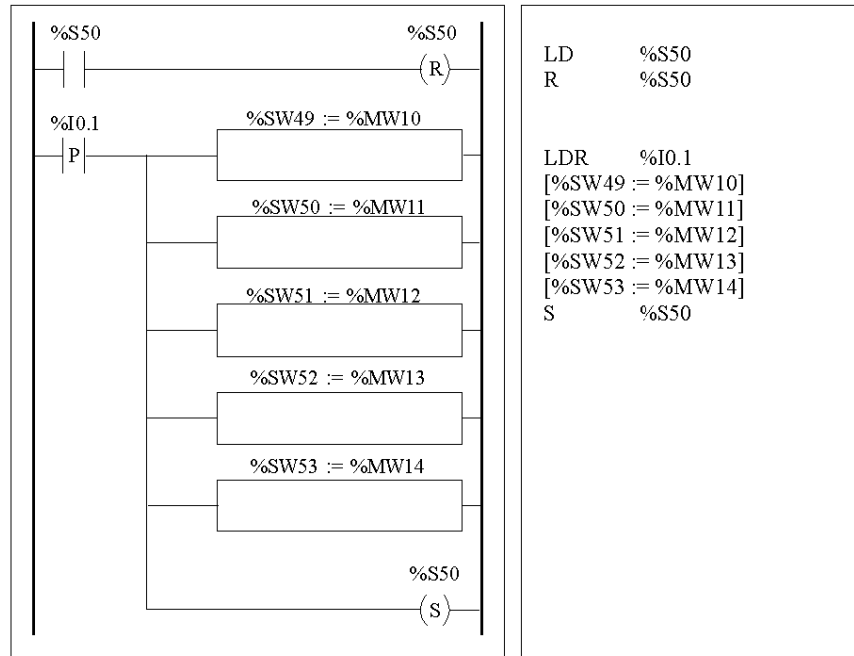 %S50 %S50
(R)
%I0.1 %SW49 := %MW10
P
%SW50 := %MW11
%SW51 := %MW12
%SW52 := %MW13
%SW53 := %MW14
%S50
(S)
LD %S50
R %S50
LDR %I0.1
[%SW49 := %MW10]
[%SW50 := %MW11]
[%SW51 := %MW12]
[%SW52 := %MW13]
[%SW53 := %MW14]
S %S50